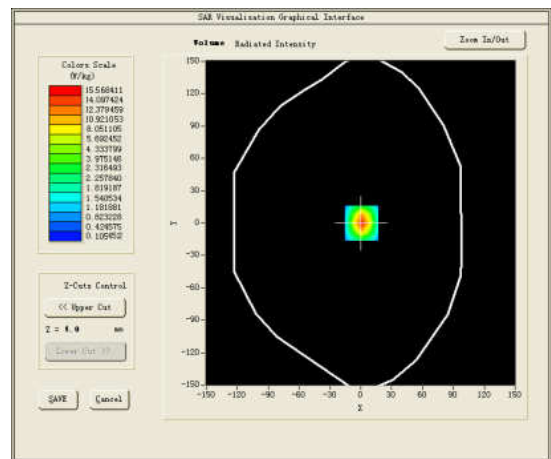 SAR Visualisation Graphical Interface
Volume Radiated Intensity
Zoom In/Out
Colors Scale
(W/kg)
15.568411
14.097424
12.379459
10.921053
8.051105
5.692452
4.333799
3.975146
2.316493
2.257840
1.819187
1.540534
1.181881
0.823228
0.424575
0.105652
150
120
90
60
30
0
-30
-60
-90
-120
-150
Y
-150 -120 -90 -60 -30 0 30 60 90 120 150
X
Z-Cuts Control
<< Upper Cut
Z = 4.0 mm
Lower Cut >>
SAVE Cancel